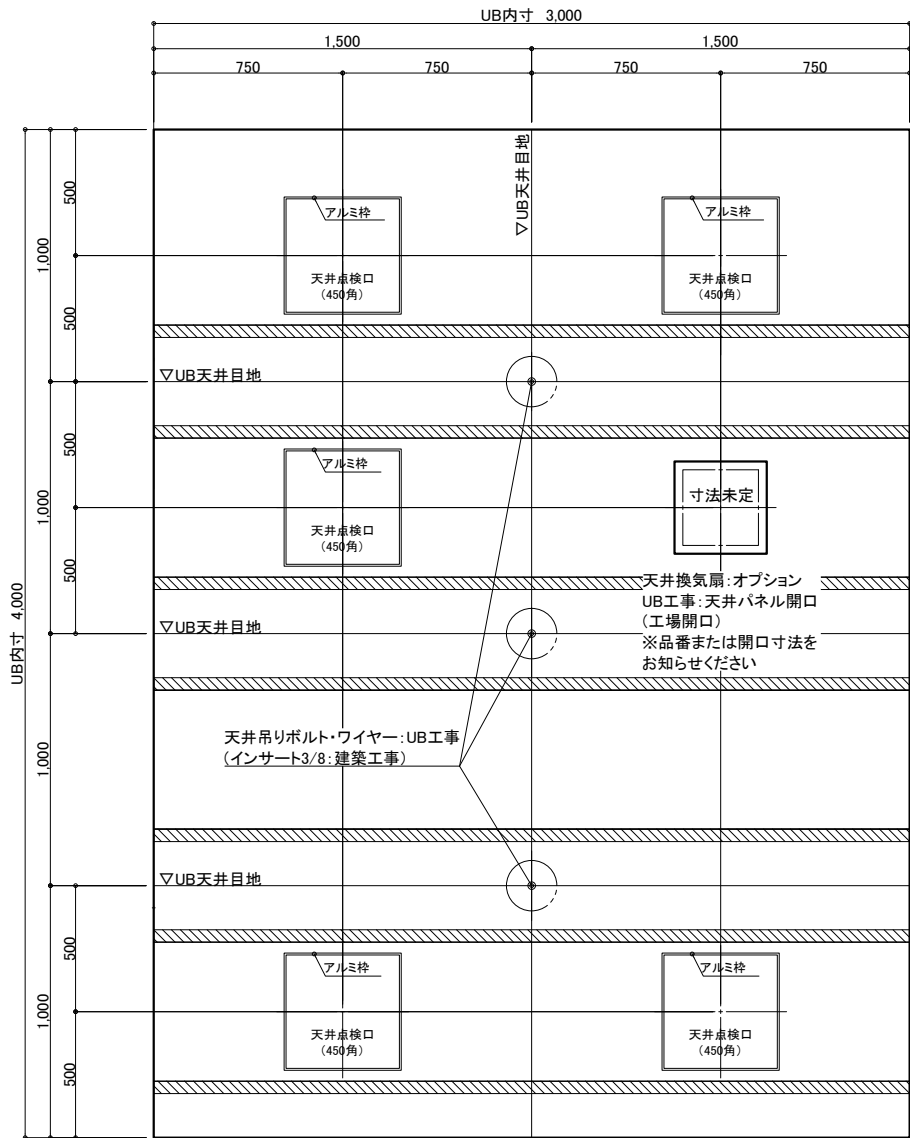 UB内寸 3,000
1,500
1,500
750
750
750
750
UB内寸 4,000
1,000
500
500
1,000
500
500
1,000
1,000
500
500
▽UB天井目地
アルミ枠
天井点検口
(450角)
アルミ枠
天井点検口
(450角)
▽UB天井目地
アルミ枠
天井点検口
(450角)
寸法未定
天井換気扇:オプション
UB工事:天井パネル開口
(工場開口)
※品番または開口寸法を
お知らせください
▽UB天井目地
天井吊りボルト・ワイヤー:UB工事
(インサート3/8:建築工事)
▽UB天井目地
アルミ枠
天井点検口
(450角)
アルミ枠
天井点検口
(450角)